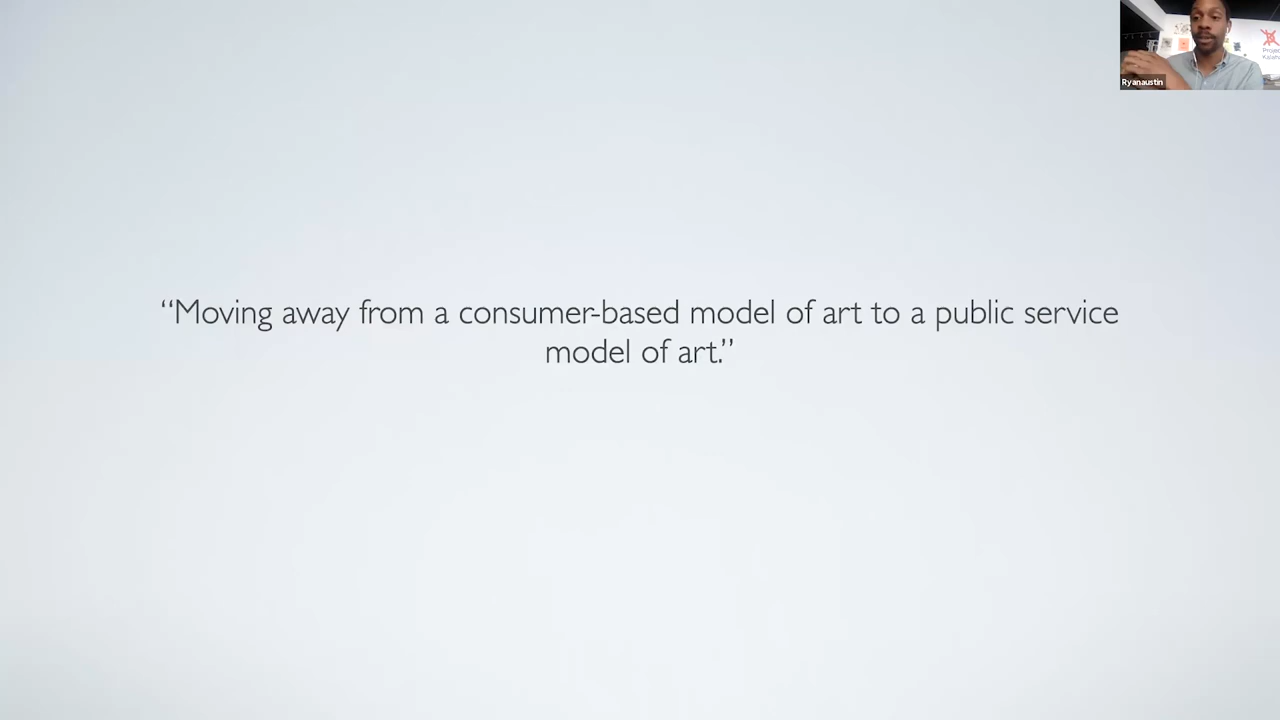 Ryanaustin
“Moving away from a consumer-based model of art to a public service
model of art.”